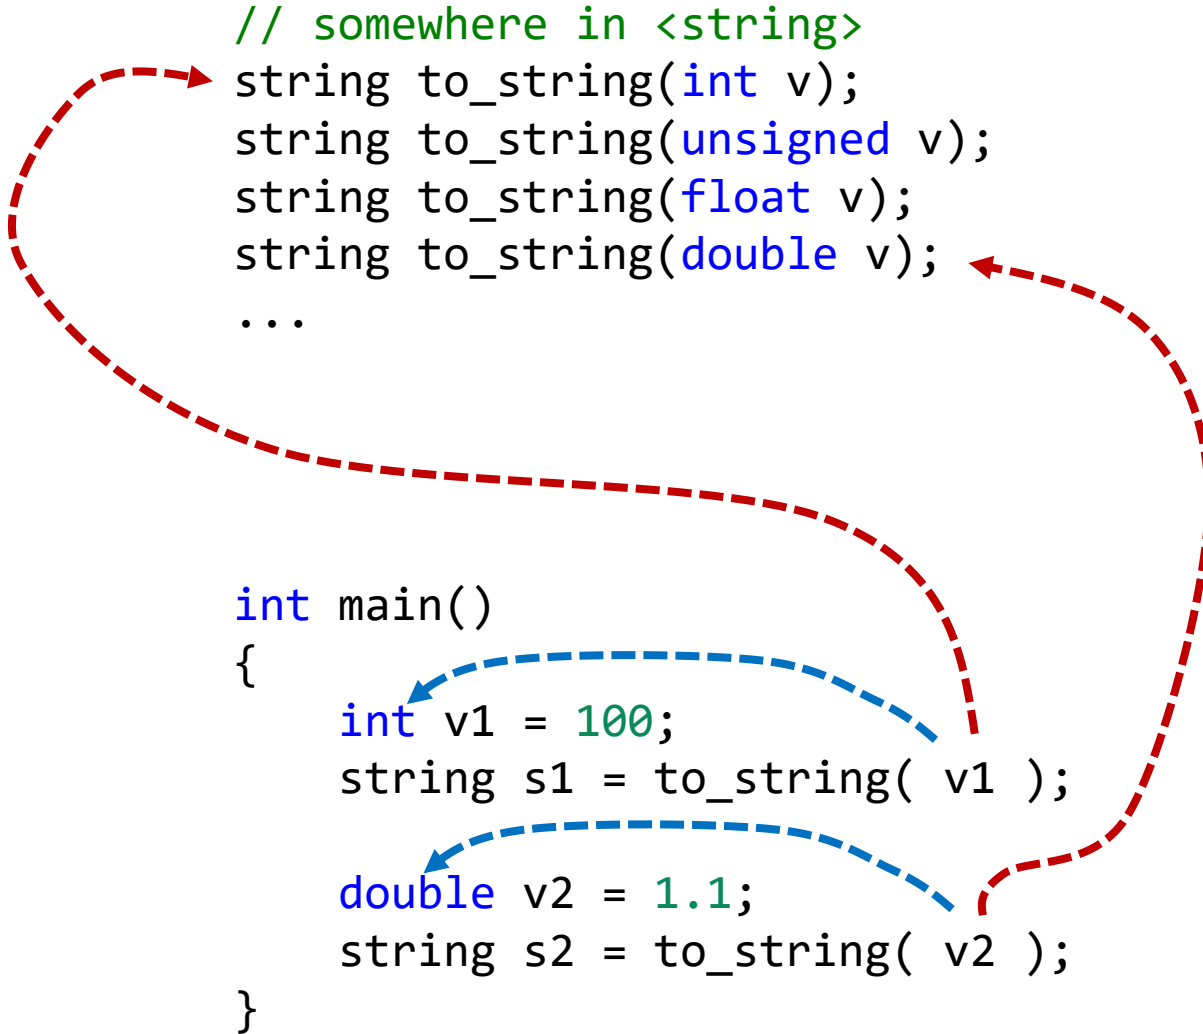 // somewhere in <string>
string to_string(int v);
string to_string(unsigned v);
string to_string(float v);
string to_string(double v);
...
int main()
{
int v1 = 100;
string s1 = to_string( v1 );
double v2 = 1.1;
string s2 = to_string( v2 );
}